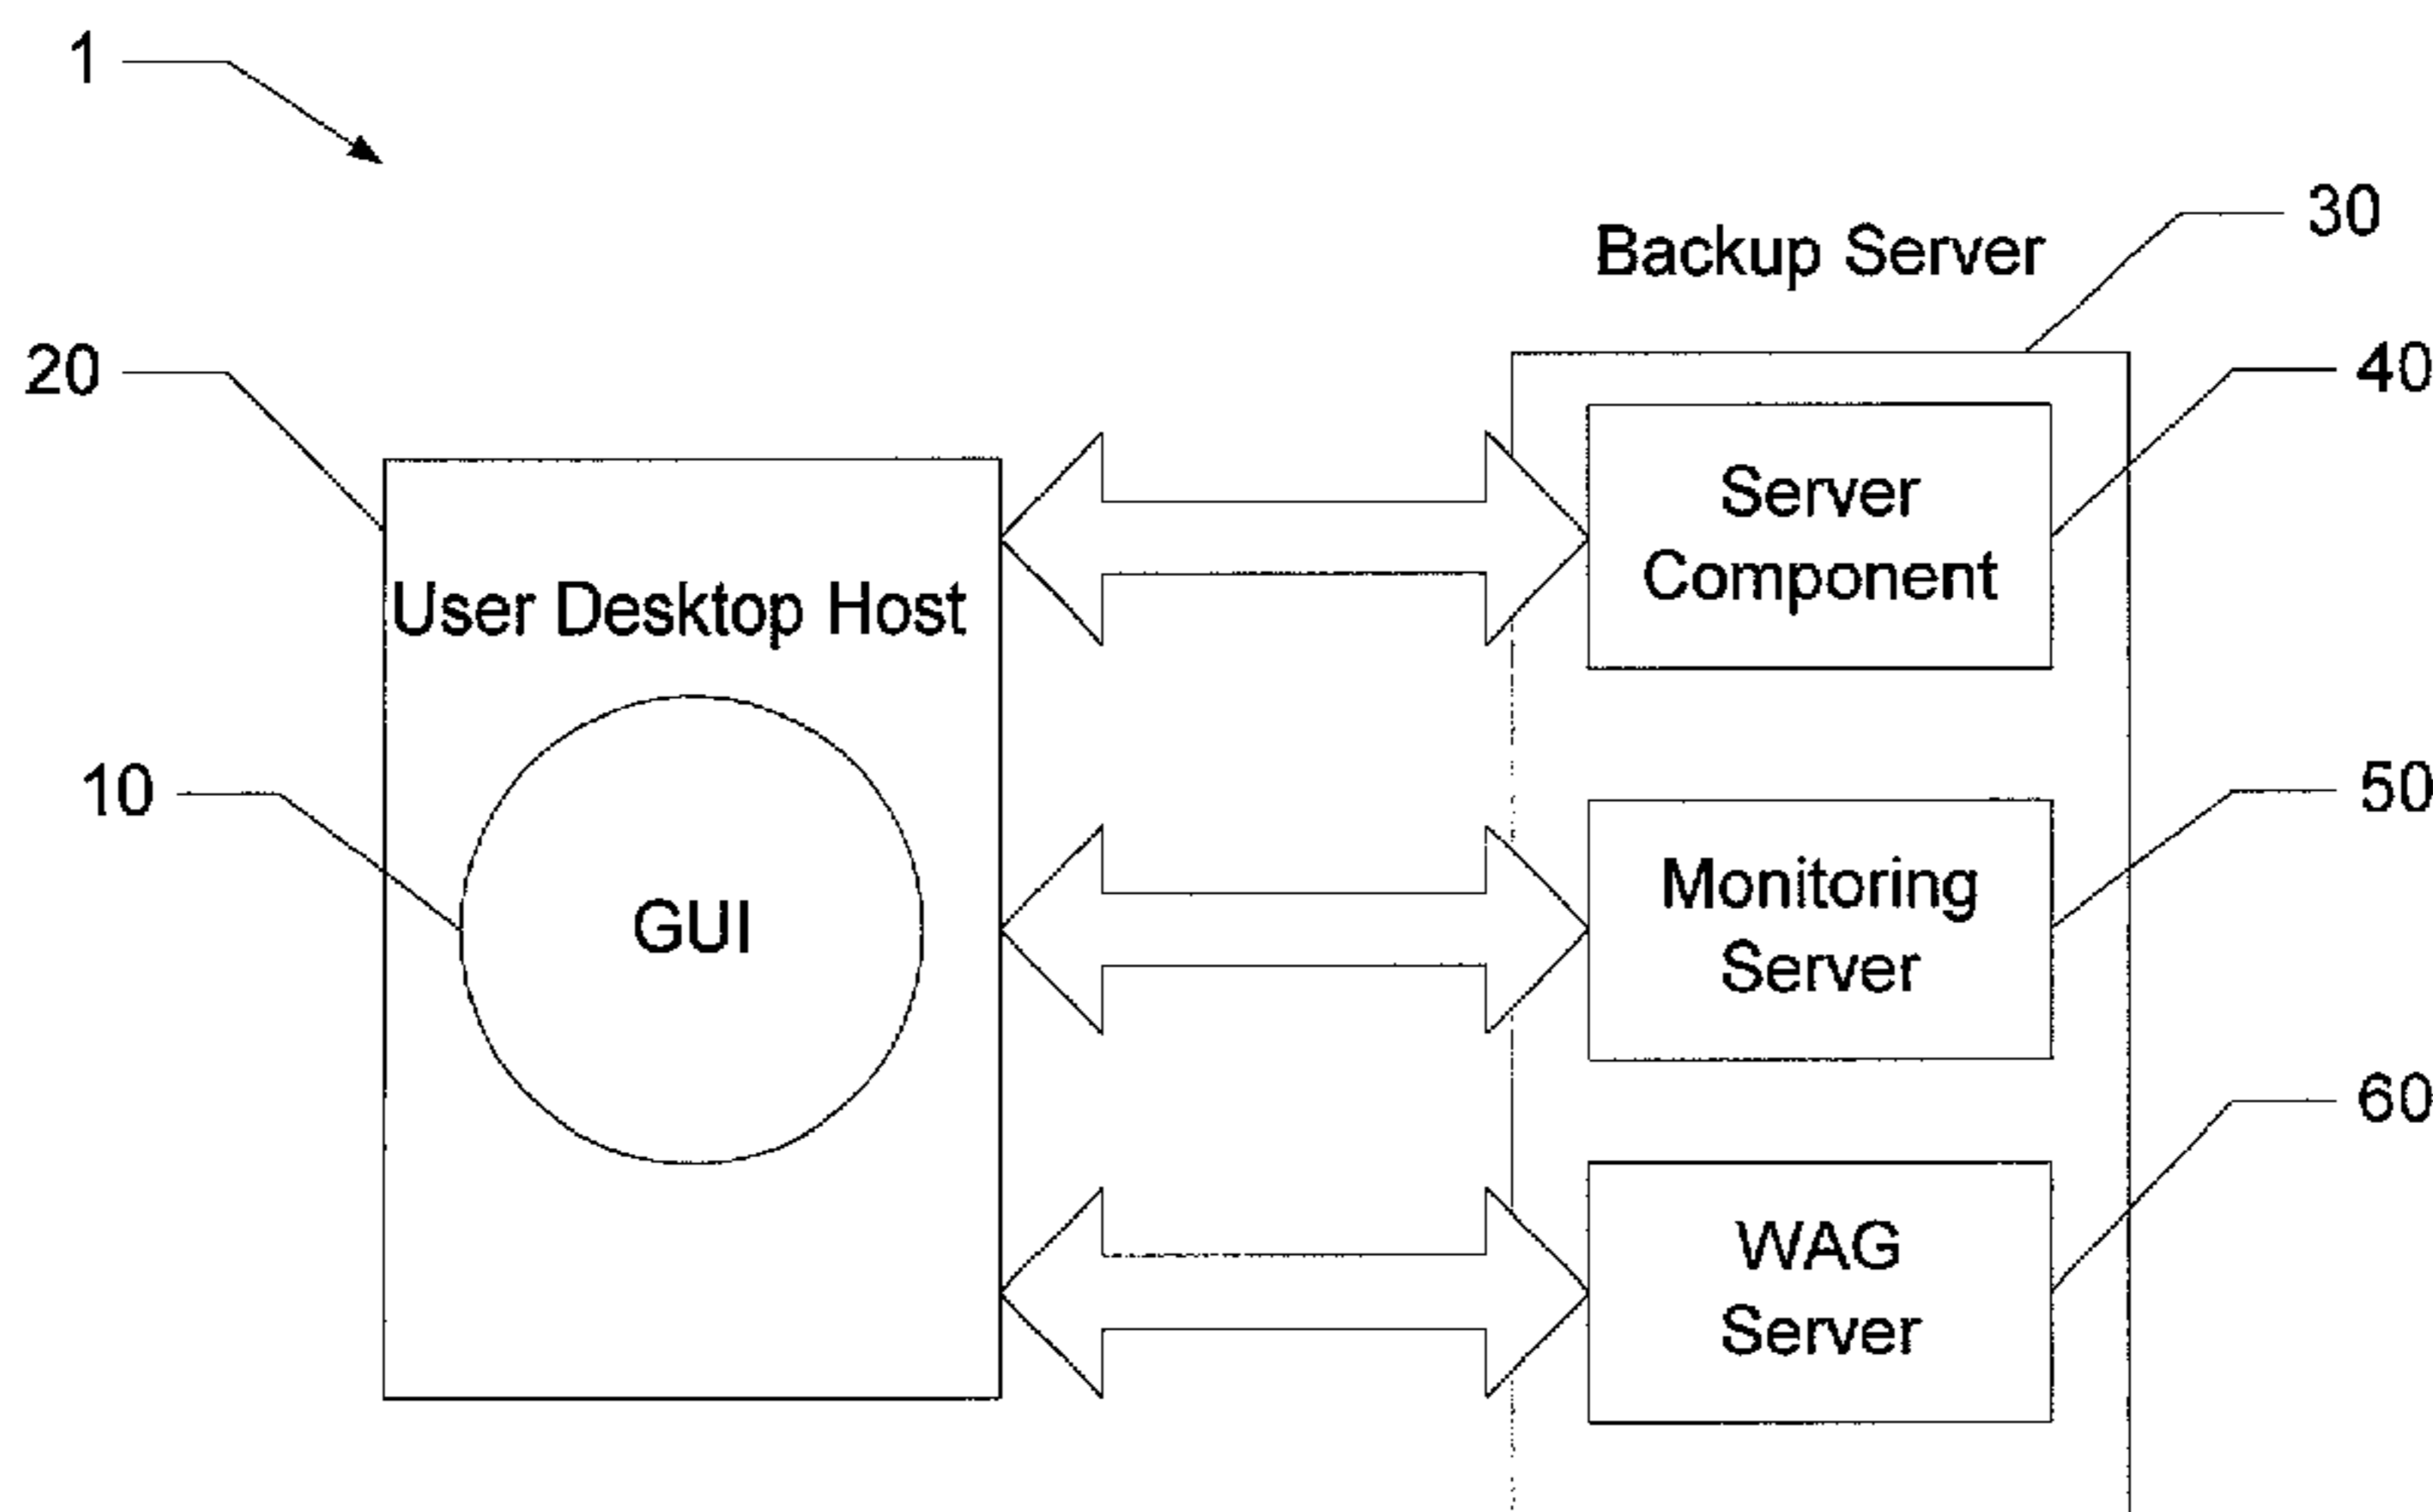 1
30
Backup Server
20
40
Server
Component
User Desktop Host
10
50
Monitoring
Server
GUI
60
WAG
Server